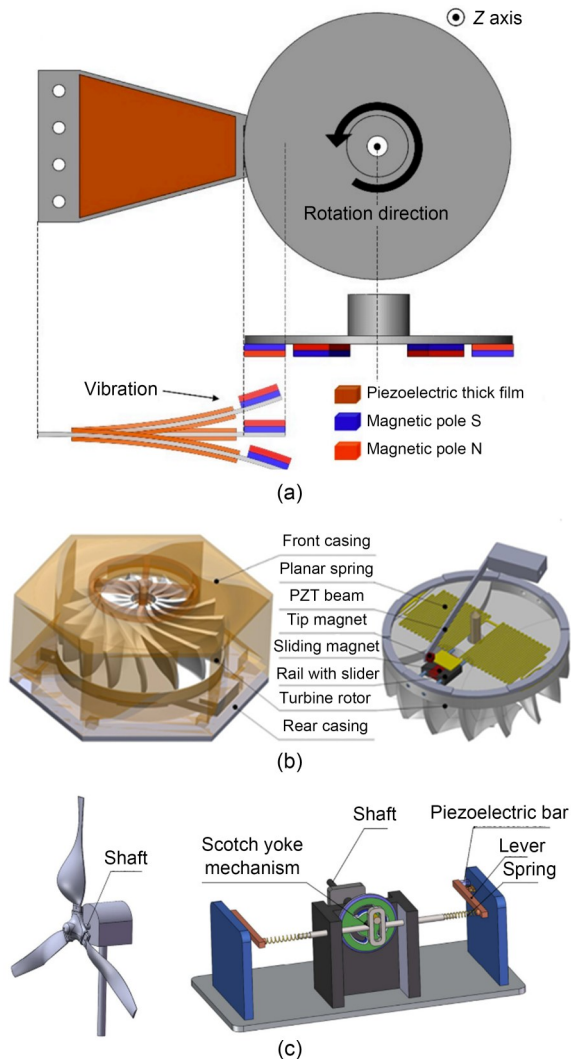 Z axis
Rotation direction
Vibration
Piezoelectric thick film
Magnetic pole S
Magnetic pole N
(a)
Front casing
Planar spring
PZT beam
Tip magnet
Sliding magnet
Rail with slider
Turbine rotor
Rear casing
(b)
Shaft
Scotch yoke
mechanism
Shaft
Piezoelectric bar
Lever
Spring
(c)